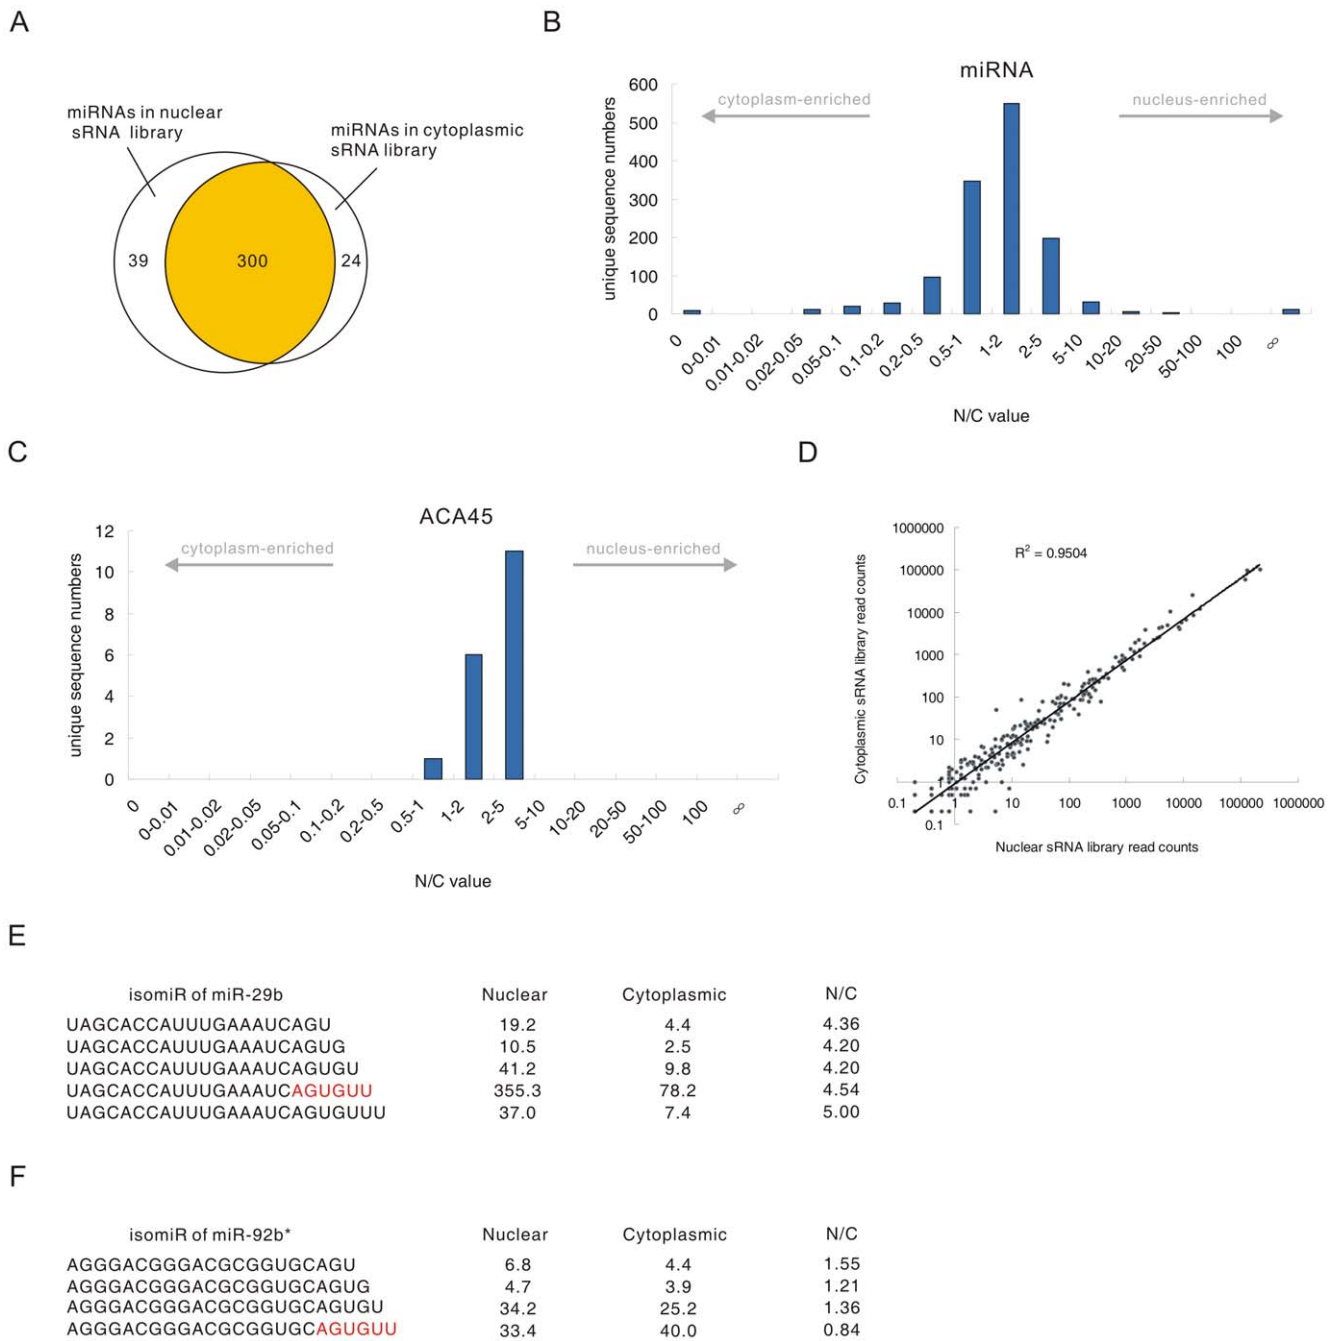 A
miRNAs in nuclear
sRNA library
miRNAs in cytoplasmic
sRNA library
39
300
24
B
miRNA
cytoplasm-enriched
nucleus-enriched
unique sequence numbers
600
500
400
300
200
100
0
0
0-0.01
0.01-0.02
0.02-0.05
0.05-0.1
0.1-0.2
0.2-0.5
0.5-1
1-2
2-5
5-10
10-20
20-50
50-100
100
∞
N/C value
C
ACA45
cytoplasm-enriched
nucleus-enriched
unique sequence numbers
12
10
8
6
4
2
0
0
0-0.01
0.01-0.02
0.02-0.05
0.05-0.1
0.1-0.2
0.2-0.5
0.5-1
1-2
2-5
5-10
10-20
20-50
50-100
100
∞
N/C value
D
R² = 0.9504
Cytoplasmic sRNA library read counts
1000000
100000
10000
1000
100
10
1
0.1
0.1
1
10
100
1000
10000
100000
1000000
Nuclear sRNA library read counts
E
isomiR of miR-29b Nuclear Cytoplasmic N/C
UAGCACCAUUUGAAAUCAGU 19.2 4.4 4.36
UAGCACCAUUUGAAAUCAGUG 10.5 2.5 4.20
UAGCACCAUUUGAAAUCAGUGU 41.2 9.8 4.20
UAGCACCAUUUGAAAUCAGUGUU 355.3 78.2 4.54
UAGCACCAUUUGAAAUCAGUGUUU 37.0 7.4 5.00
F
isomiR of miR-92b* Nuclear Cytoplasmic N/C
AGGGACGGGACGCGGUGCAGU 6.8 4.4 1.55
AGGGACGGGACGCGGUGCAGUG 4.7 3.9 1.21
AGGGACGGGACGCGGUGCAGUGU 34.2 25.2 1.36
AGGGACGGGACGCGGUGCAGUGUU 33.4 40.0 0.84